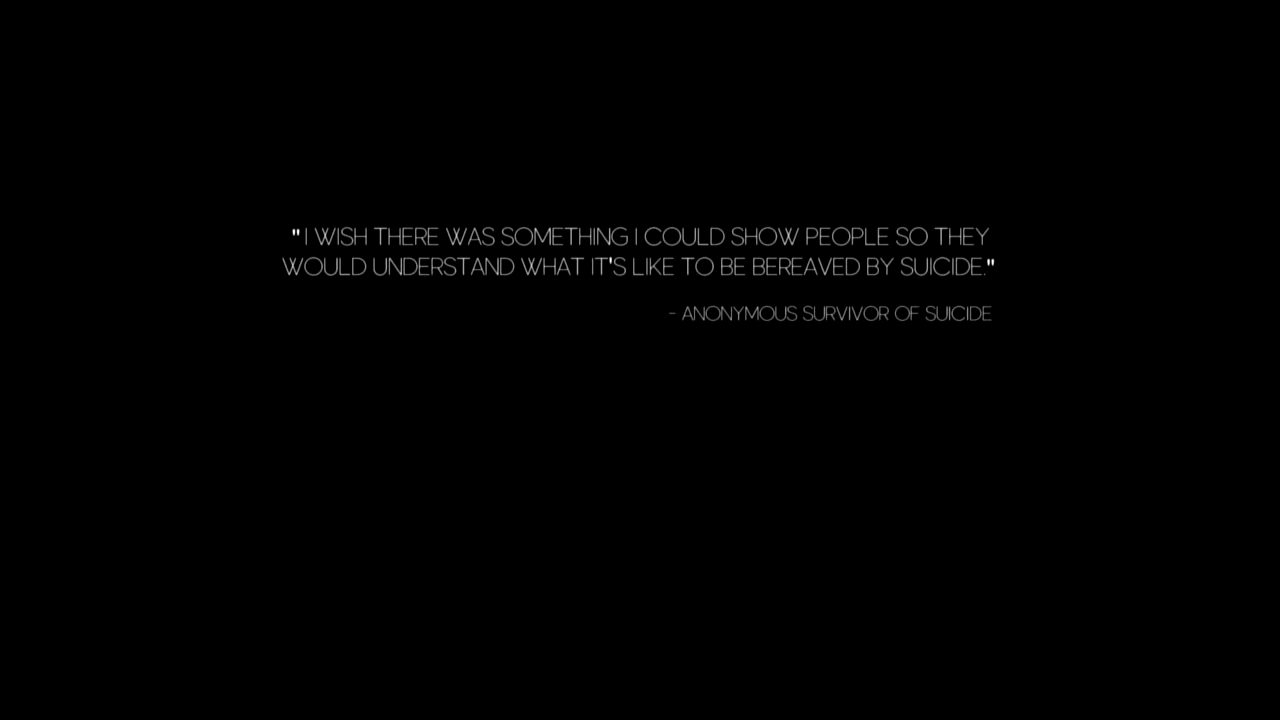 "I WISH THERE WAS SOMETHING I COULD SHOW PEOPLE SO THEY
WOULD UNDERSTAND WHAT IT'S LIKE TO BE BEREAVED BY SUICIDE."
- ANONYMOUS SURVIVOR OF SUICIDE